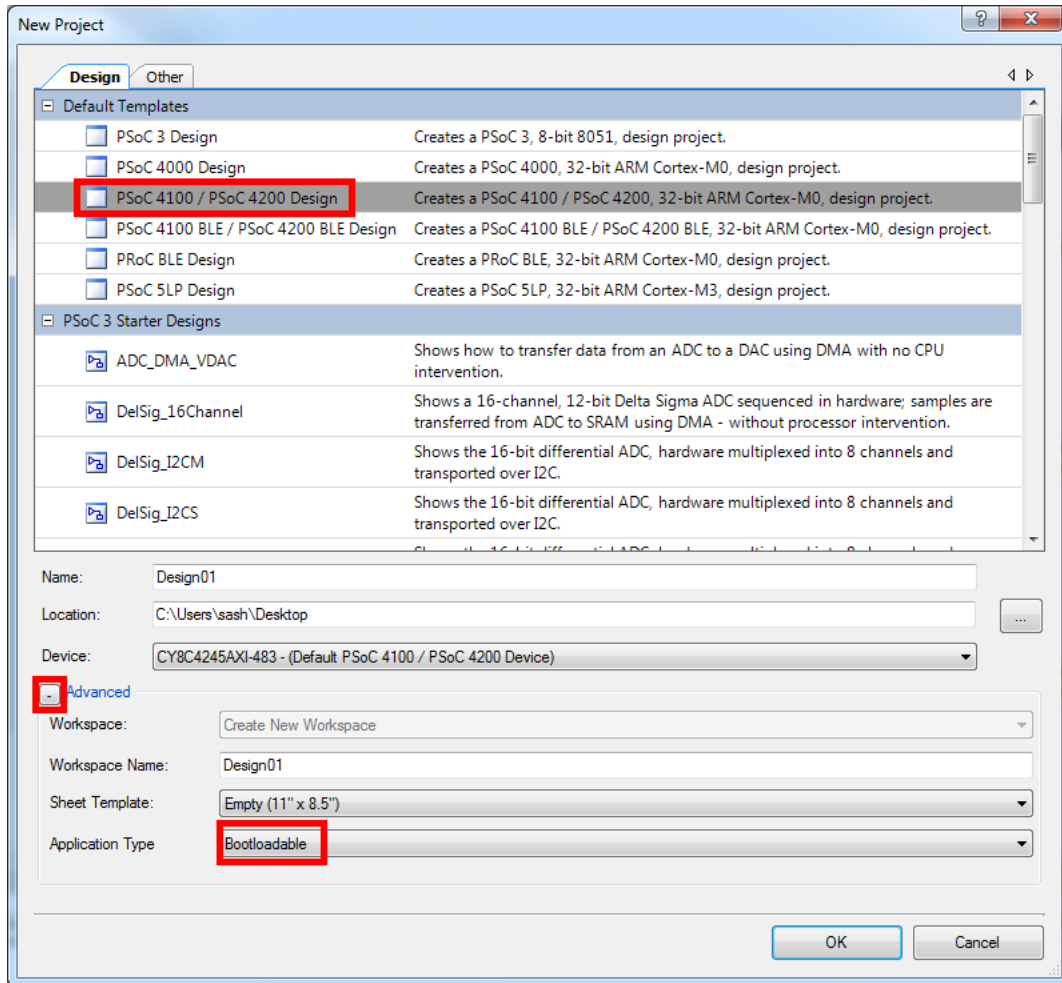 New Project
Design Other
Default Templates
PSoC 3 Design Creates a PSoC 3, 8-bit 8051, design project.
PSoC 4000 Design Creates a PSoC 4000, 32-bit ARM Cortex-M0, design project.
PSoC 4100 / PSoC 4200 Design Creates a PSoC 4100 / PSoC 4200, 32-bit ARM Cortex-M0, design project.
PSoC 4100 BLE / PSoC 4200 BLE Design Creates a PSoC 4100 BLE / PSoC 4200 BLE, 32-bit ARM Cortex-M0, design project.
PRoC BLE Design Creates a PRoC BLE, 32-bit ARM Cortex-M0, design project.
PSoC 5LP Design Creates a PSoC 5LP, 32-bit ARM Cortex-M3, design project.
PSoC 3 Starter Designs
ADC_DMA_VDAC Shows how to transfer data from an ADC to a DAC using DMA with no CPU
intervention.
DelSig_16Channel Shows a 16-channel, 12-bit Delta Sigma ADC sequenced in hardware; samples are
transferred from ADC to SRAM using DMA - without processor intervention.
DelSig_I2CM Shows the 16-bit differential ADC, hardware multiplexed into 8 channels and
transported over I2C.
DelSig_I2CS Shows the 16-bit differential ADC, hardware multiplexed into 8 channels and
transported over I2C.
Name: Design01
Location: C:\Users\sash\Desktop ...
Device: CY8C4245AXI-483 - (Default PSoC 4100 / PSoC 4200 Device)
- Advanced
Workspace: Create New Workspace
Workspace Name: Design01
Sheet Template: Empty (11" x 8.5")
Application Type Bootloadable
OK Cancel